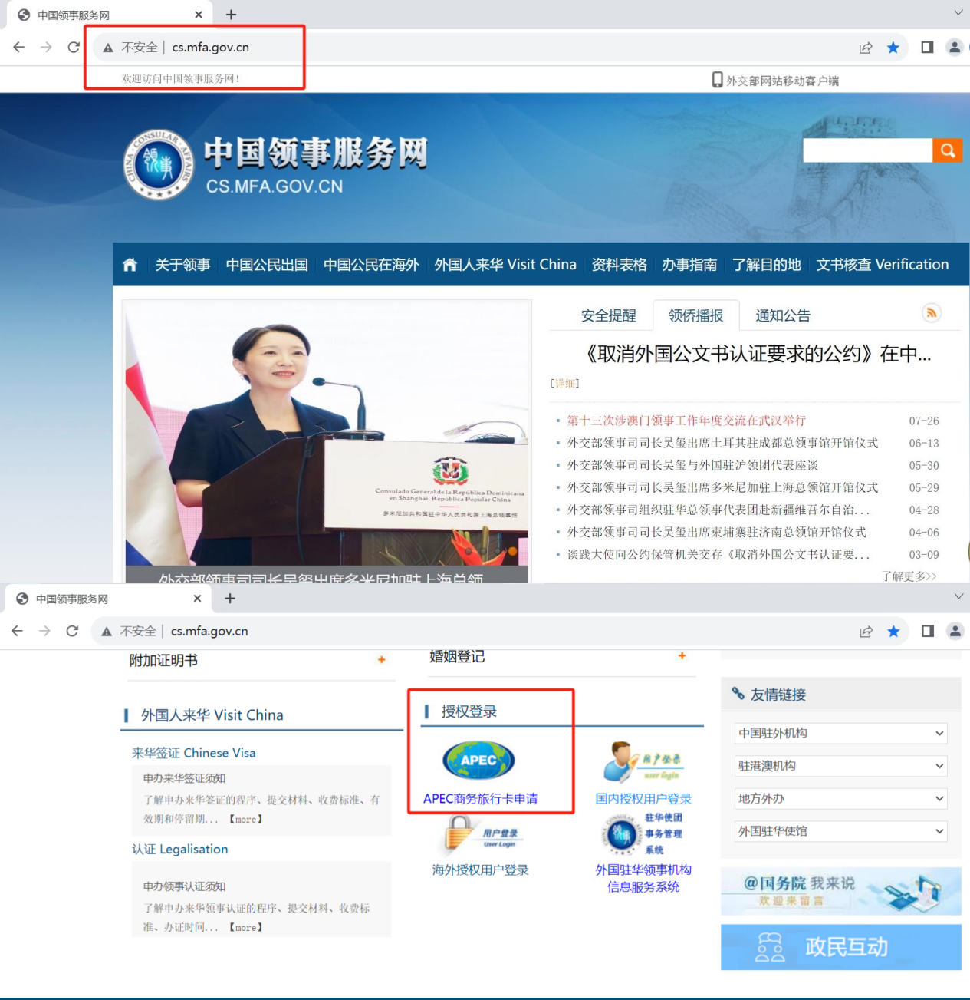 中国领事服务网
不安全 | cs.mfa.gov.cn
欢迎访问中国领事服务网!
外交部网站移动客户端
CHINA CONSULAR AFFAIRS
领事
中国领事服务网
CS.MFA.GOV.CN
关于领事 中国公民出国 中国公民在海外 外国人来华 Visit China 资料表格 办事指南 了解目的地 文书核查 Verification
安全提醒 领侨播报 通知公告
《取消外国公文书认证要求的公约》在中...
[详细]
第十三次涉澳门领事工作年度交流在武汉举行 07-26
外交部领事司司长吴玺出席土耳其驻成都总领事馆开馆仪式 06-13
外交部领事司司长吴玺与外国驻沪领团代表座谈 05-30
外交部领事司司长吴玺出席多米尼加驻上海总领馆开馆仪式 05-29
外交部领事司组织驻华总领事代表团赴新疆维吾尔自治... 04-28
外交部领事司司长吴玺出席柬埔寨驻济南总领馆开馆仪式 04-06
谈践大使向公约保管机关交存《取消外国公文书认证要... 03-09
了解更多>>
Consulado General de la República Dominicana
en Shanghai, República Popular China
多米尼加共和国驻中华人民共和国上海总领事馆
外交部领事司司长吴玺出席多米尼加驻上海总领
中国领事服务网
不安全 | cs.mfa.gov.cn
附加证明书
婚姻登记
外国人来华 Visit China
来华签证 Chinese Visa
申办来华签证须知
了解申办来华签证的程序、提交材料、收费标准、有
效期和停留期... 【more】
认证 Legalisation
申办领事认证须知
了解申办来华领事认证的程序、提交材料、收费标
准、办证时间... 【more】
授权登录
APEC
APEC商务旅行卡申请
用户登录
user login
国内授权用户登录
用户登录
User Login
海外授权用户登录
驻华使团
事务管理
系统
外国驻华领事机构
信息服务系统
友情链接
中国驻外机构
驻港澳机构
地方外办
外国驻华使馆
@国务院 我来说
欢迎来留言
政民互动